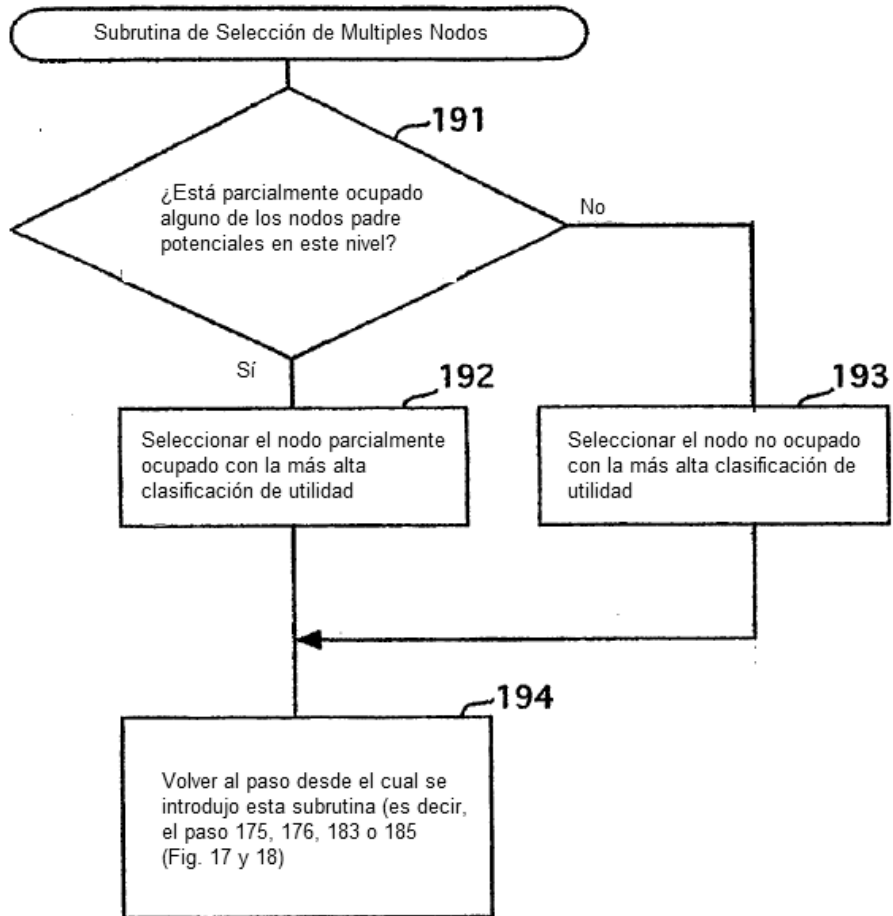 Subrutina de Selección de Multiples Nodos
191
¿Está parcialmente ocupado
alguno de los nodos padre
potenciales en este nivel?
No
Sí
192
193
Seleccionar el nodo parcialmente
ocupado con la más alta
clasificación de utilidad
Seleccionar el nodo no ocupado
con la más alta clasificación de
utilidad
194
Volver al paso desde el cual se
introdujo esta subrutina (es decir,
el paso 175, 176, 183 o 185
(Fig. 17 y 18)